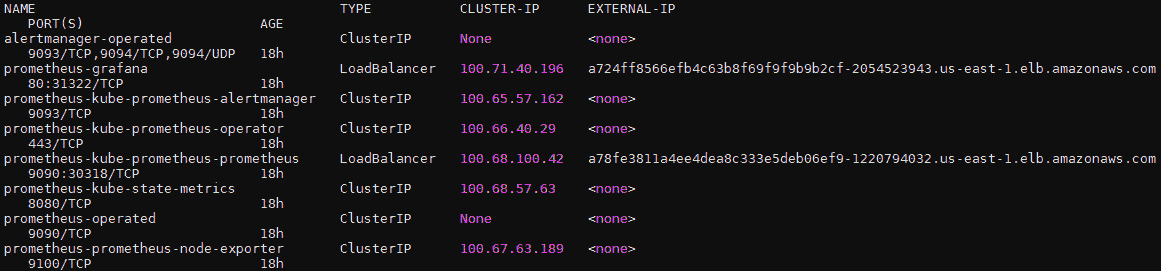 NAME TYPE CLUSTER-IP EXTERNAL-IP
PORT(S) AGE
alertmanager-operated ClusterIP None <none>
9093/TCP,9094/TCP,9094/UDP 18h
prometheus-grafana LoadBalancer 100.71.40.196 a724ff8566efb4c63b8f69f9f9b9b2cf-2054523943.us-east-1.elb.amazonaws.com
80:31322/TCP 18h
prometheus-kube-prometheus-alertmanager ClusterIP 100.65.57.162 <none>
9093/TCP 18h
prometheus-kube-prometheus-operator ClusterIP 100.66.40.29 <none>
443/TCP 18h
prometheus-kube-prometheus-prometheus LoadBalancer 100.68.100.42 a78fe3811a4ee4dea8c333e5deb06ef9-1220794032.us-east-1.elb.amazonaws.com
9090:30318/TCP 18h
prometheus-kube-state-metrics ClusterIP 100.68.57.63 <none>
8080/TCP 18h
prometheus-operated ClusterIP None <none>
9090/TCP 18h
prometheus-prometheus-node-exporter ClusterIP 100.67.63.189 <none>
9100/TCP 18h